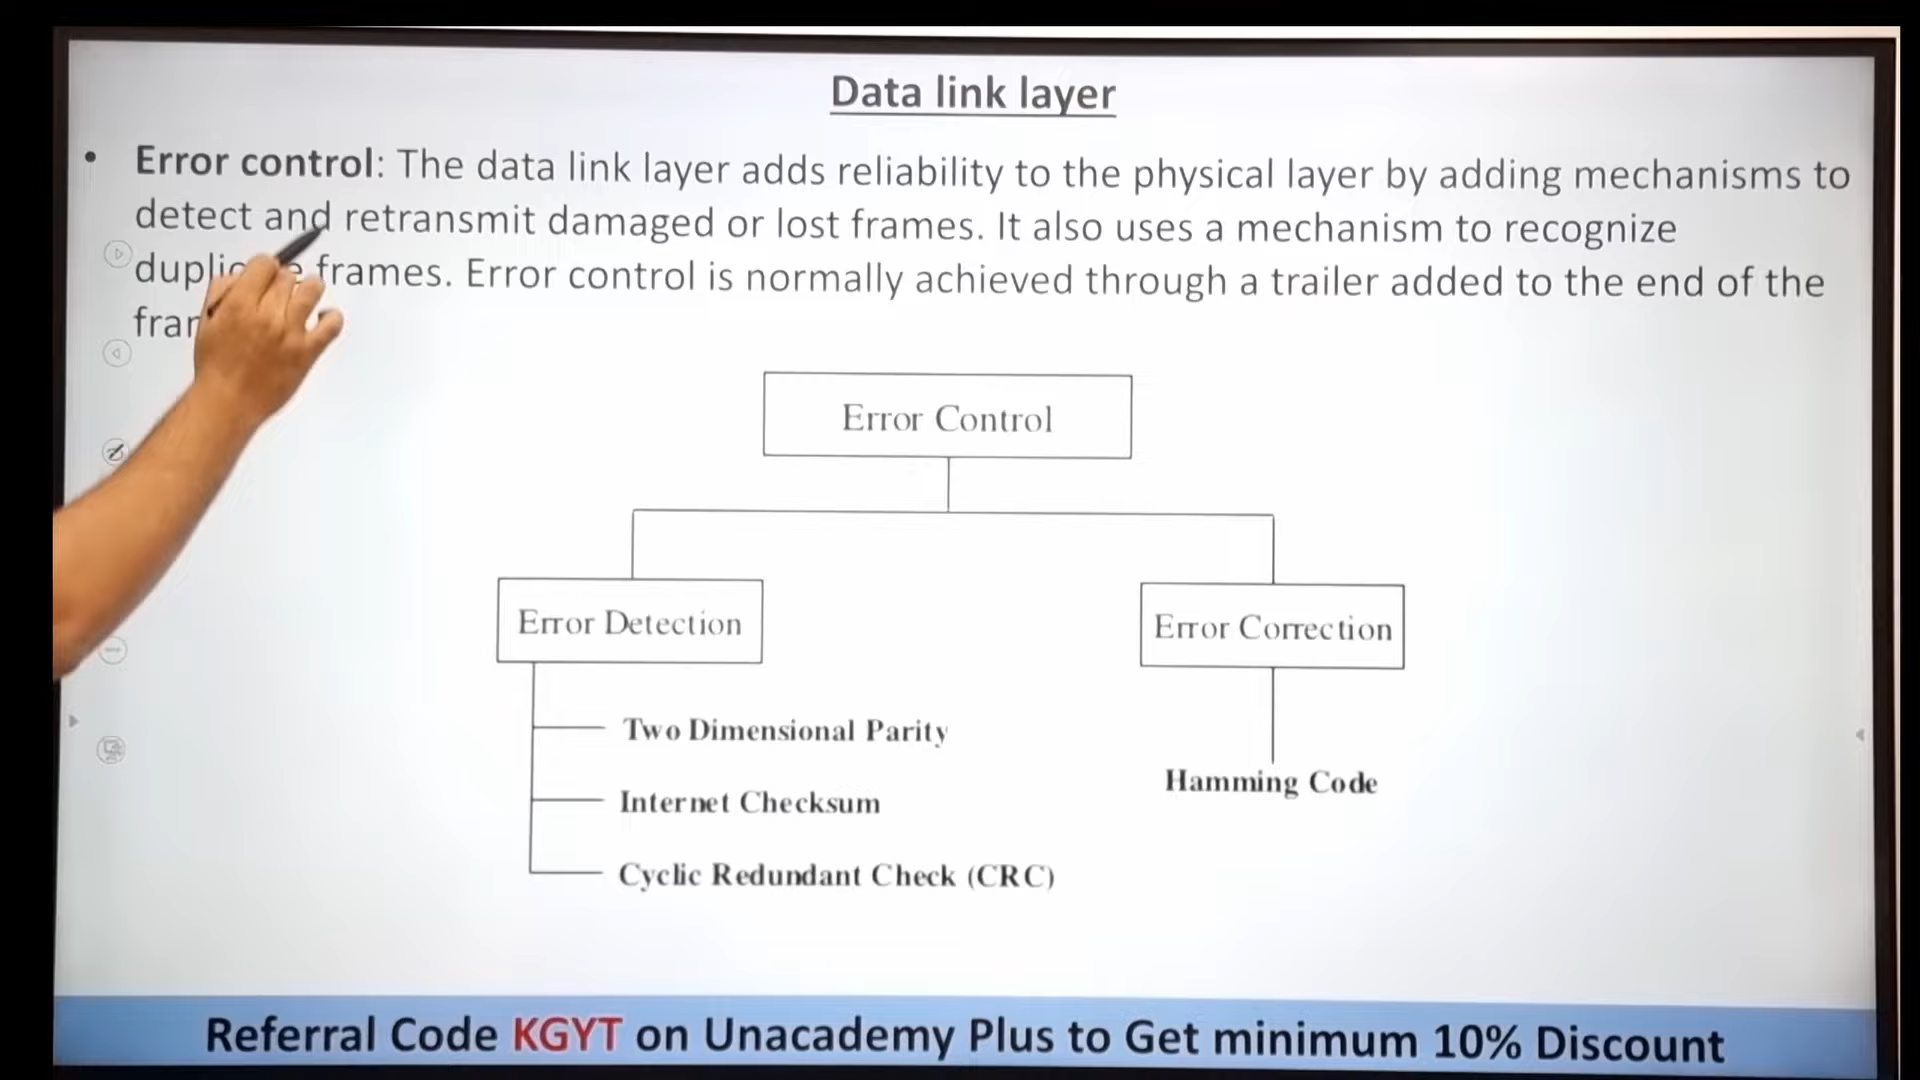 Data link layer
• Error control: The data link layer adds reliability to the physical layer by adding mechanisms to
detect and retransmit damaged or lost frames. It also uses a mechanism to recognize
frames. Error control is normally achieved through a trailer added to the end of the
Error Control
Error Detection
Error Correction
Two Dimensional Parity
Hamming Code
Internet Checksum
Cyclic Redundant Check (CRC)
Referral Code KGYT on Unacademy Plus to Get minimum 10% Discount